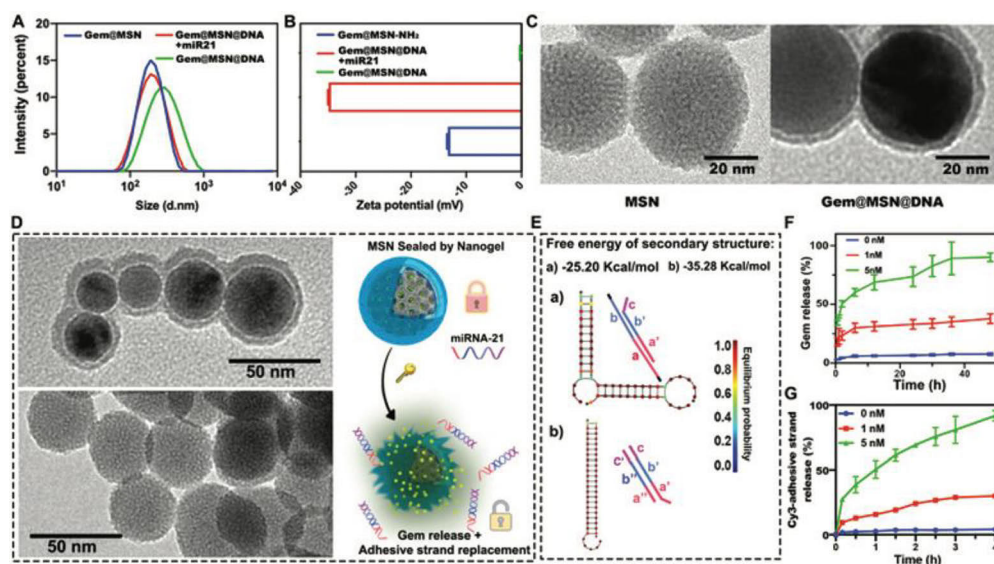 A
Intensity (percent)
20
15
10
5
0
10¹
10²
10³
10⁴
Size (d.nm)
Gem@MSN
Gem@MSN@DNA
+miR21
Gem@MSN@DNA
B
Gem@MSN-NH₂
Gem@MSN@DNA
+miR21
Gem@MSN@DNA
-40
-30
-20
-10
0
Zeta potential (mV)
C
20 nm
20 nm
MSN
Gem@MSN@DNA
D
50 nm
50 nm
MSN Sealed by Nanogel
miRNA-21
Gem release +
Adhesive strand replacement
E
Free energy of secondary structure:
a) -25.20 Kcal/mol b) -35.28 Kcal/mol
a)
c
b
b'
a'
a
b)
c'
c
b'
b''
a''
a'
1.0
0.8
0.6
0.4
0.2
0.0
Equilibrium probability
F
Gem release (%)
100
50
0
0 nM
1nM
5nM
0
20
40
Time (h)
G
Cy3-adhesive strand
release (%)
100
50
0
0 nM
1 nM
5 nM
0
1
2
3
4
Time (h)